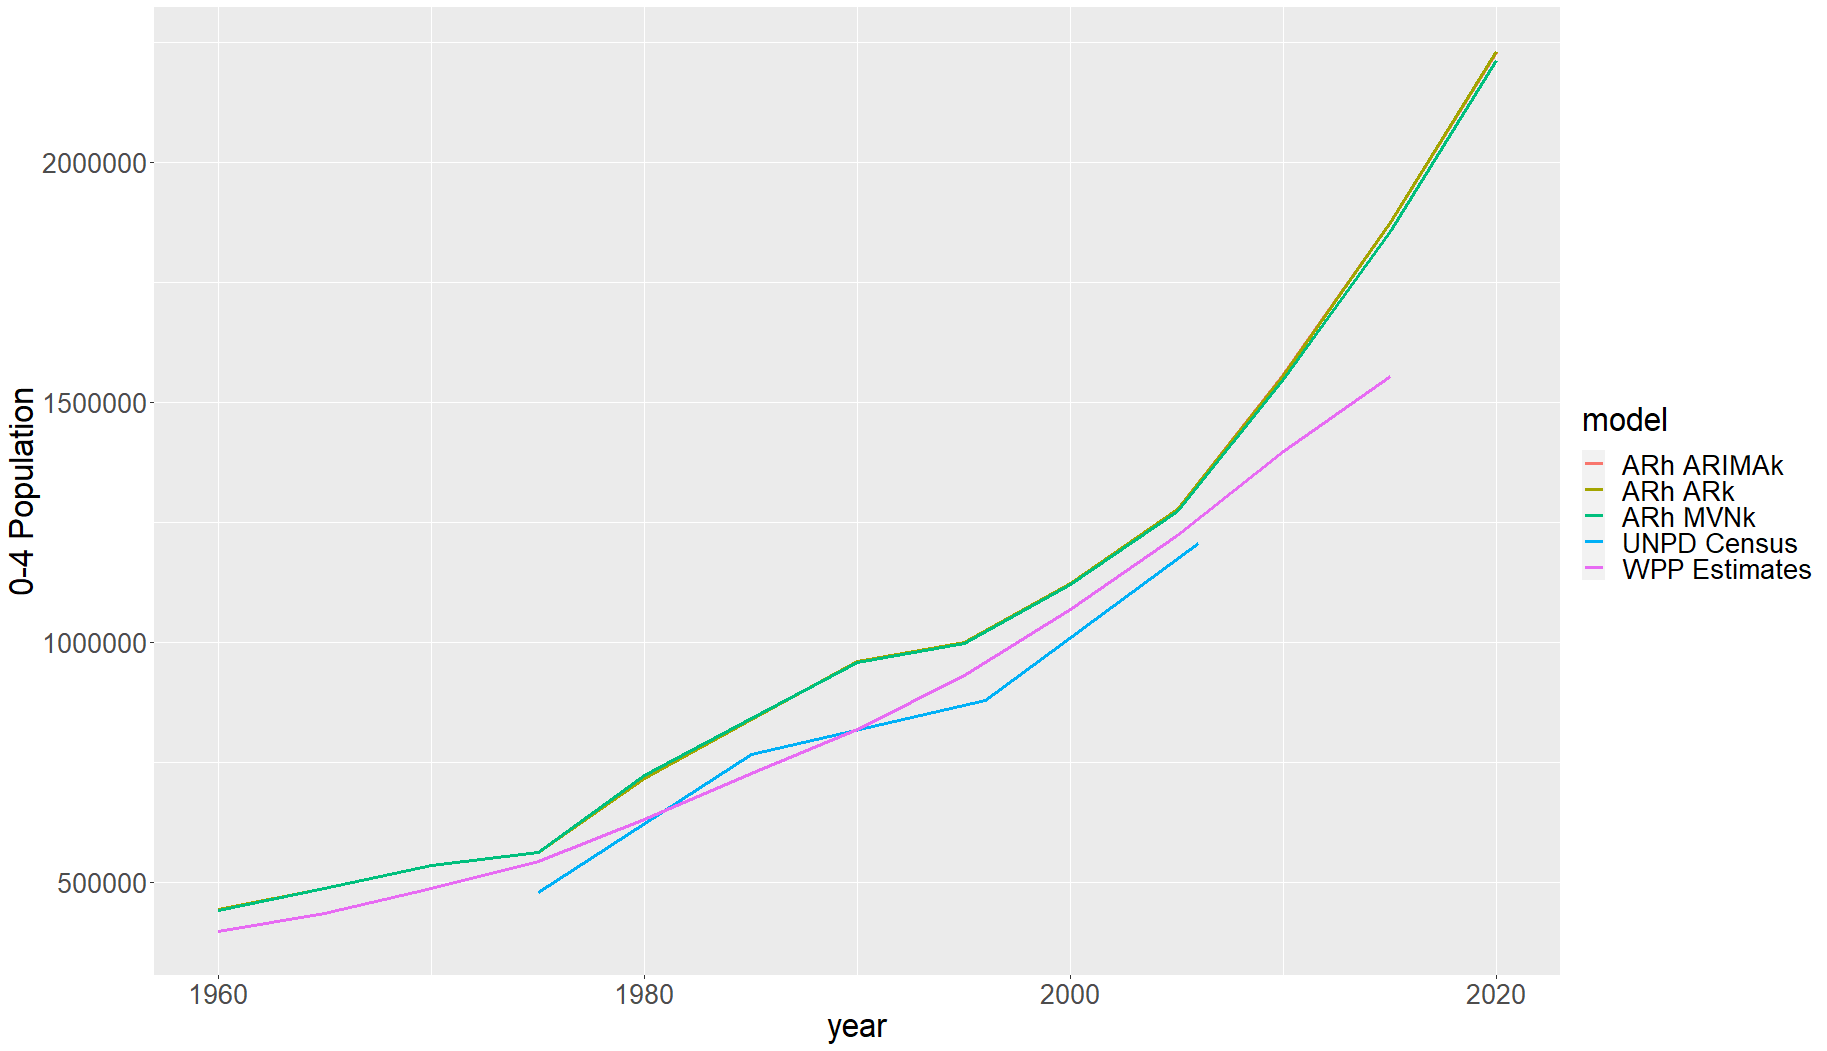 0-4 Population
2000000
1500000
1000000
500000
1960
1980
2000
2020
year
model
ARh ARIMAk
ARh ARk
ARh MVNk
UNPD Census
WPP Estimates